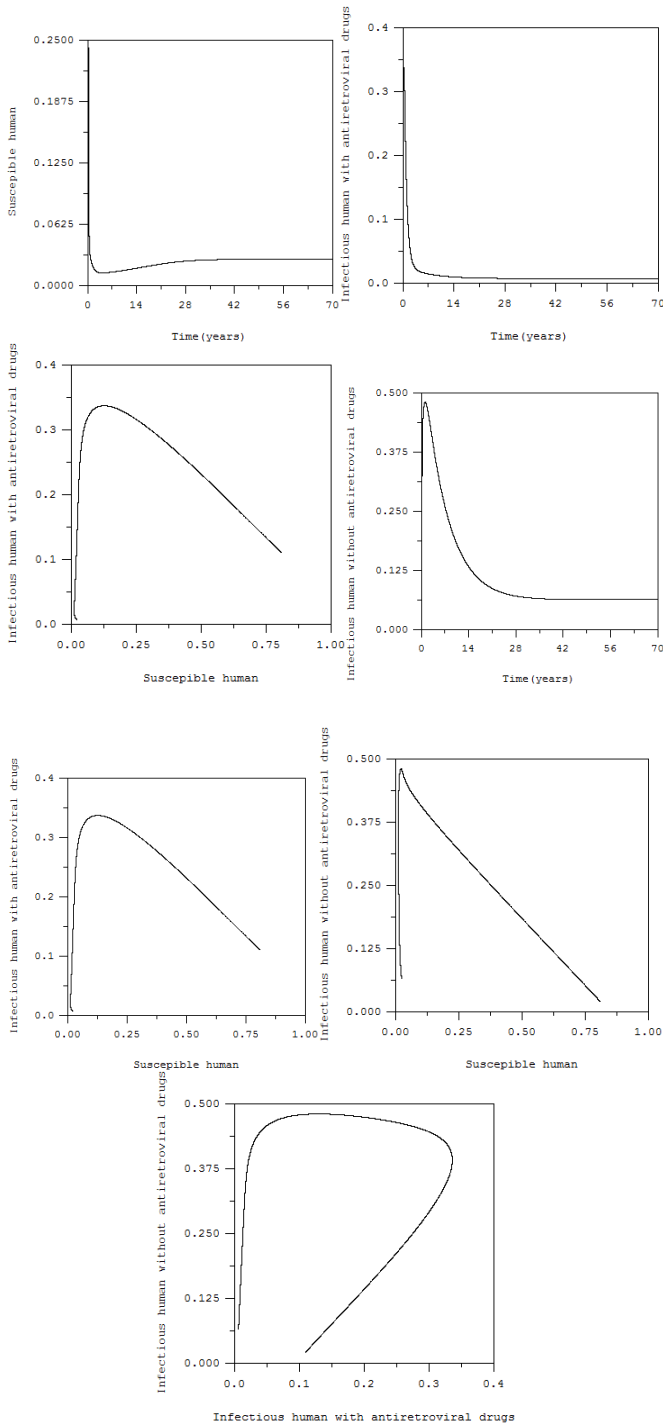 Susceptible human
0.2500
0.1875
0.1250
0.0625
0.0000
0 14 28 42 56 70
Time(years)
Infectious human with antiretroviral drugs
0.4
0.3
0.2
0.1
0.0
0 14 28 42 56 70
Time(years)
Infectious human with antiretroviral drugs
0.4
0.3
0.2
0.1
0.0
0.00 0.25 0.50 0.75 1.00
Suscepible human
Infectious human without antiretroviral drugs
0.500
0.375
0.250
0.125
0.000
0 14 28 42 56 70
Time(years)
Infectious human with antiretroviral drugs
0.4
0.3
0.2
0.1
0.0
0.00 0.25 0.50 0.75 1.00
Suscepible human
Infectious human without antiretroviral drugs
0.500
0.375
0.250
0.125
0.000
0.00 0.25 0.50 0.75 1.00
Suscepible human
Infectious human without antiretroviral drugs
0.500
0.375
0.250
0.125
0.000
0.0 0.1 0.2 0.3 0.4
Infectious human with antiretroviral drugs